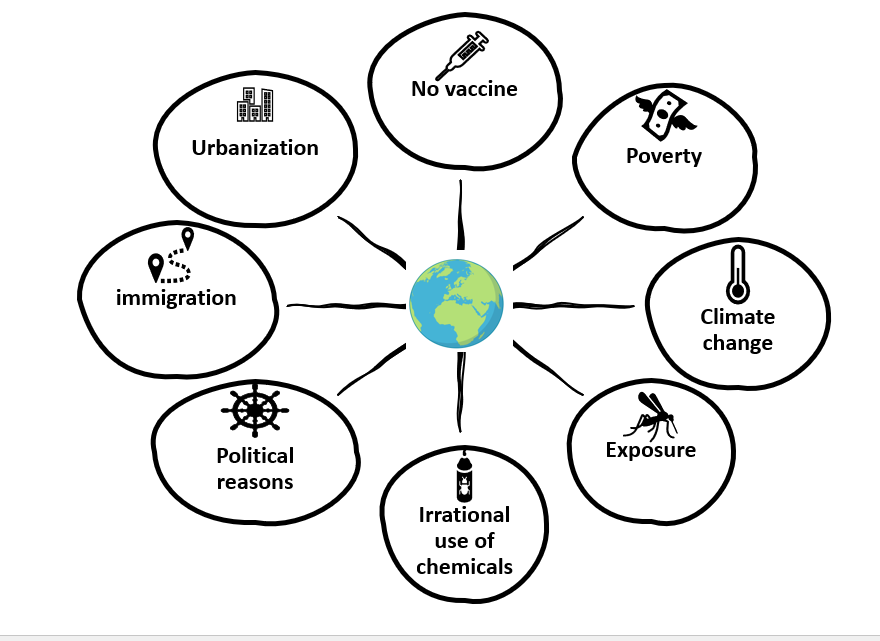 No vaccine
Urbanization
Poverty
immigration
Climate
change
Exposure
Political
reasons
Irrational
use of
chemicals